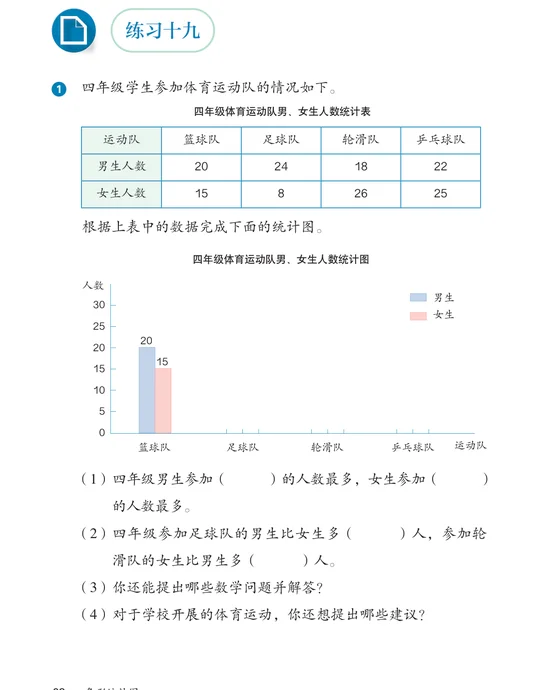 练习十九
1 四年级学生参加体育运动队的情况如下。
四年级体育运动队男、女生人数统计表
运动队 篮球队 足球队 轮滑队 乒乓球队
男生人数 20 24 18 22
女生人数 15 8 26 25
根据上表中的数据完成下面的统计图。
四年级体育运动队男、女生人数统计图
人数
男生
女生
30
25
20
15
10
5
0
20
15
篮球队 足球队 轮滑队 乒乓球队 运动队
(1)四年级男生参加( )的人数最多，女生参加( )
的人数最多。
(2)四年级参加足球队的男生比女生多( )人，参加轮
滑队的女生比男生多( )人。
(3)你还能提出哪些数学问题并解答？
(4)对于学校开展的体育运动，你还想提出哪些建议？